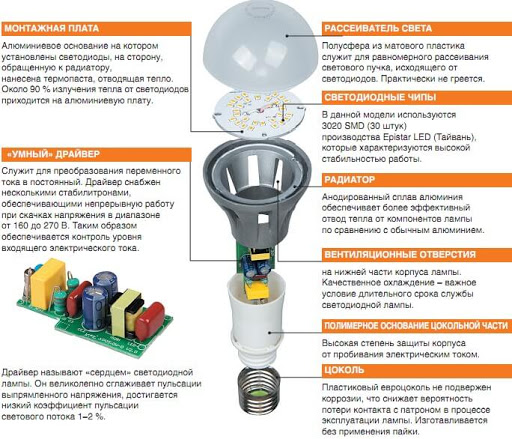 МОНТАЖНАЯ ПЛАТА
Алюминиевое основание на котором
установлены светодиоды, на сторону,
обращенную к радиатору,
нанесена термопаста, отводящая тепло.
Около 90 % излучения тепла от светодиодов
приходится на алюминиевую плату.
«УМНЫЙ» ДРАЙВЕР
Служит для преобразования переменного
тока в постоянный. Драйвер снабжен
несколькими стабилитронами,
обеспечивающими непрерывную работу
при скачках напряжения в диапазоне
от 160 до 270 В. Таким образом
обеспечивается контроль уровня
входящего электрического тока.
Драйвер называют «сердцем» светодиодной
лампы. Он великолепно сглаживает пульсации
выпрямленного напряжения, достигается
низкий коэффициент пульсации
светового потока 1–2 %.
РАССЕИВАТЕЛЬ СВЕТА
Полусфера из матового пластика
служит для равномерного рассеивания
светового пучка, исходящего от
светодиодов. Практически не греется.
СВЕТОДИОДНЫЕ ЧИПЫ
В данной модели используются
3020 SMD (30 штук)
производства Epistar LED (Тайвань),
которые характеризуются высокой
стабильностью работы.
РАДИАТОР
Анодированный сплав алюминия
обеспечивает более эффективный
отвод тепла от компонентов лампы
по сравнению с обычным алюминием.
ВЕНТИЛЯЦИОННЫЕ ОТВЕРСТИЯ
на нижней части корпуса лампы.
Качественное охлаждение – важное
условие длительного срока службы
светодиодной лампы.
ПОЛИМЕРНОЕ ОСНОВАНИЕ ЦОКОЛЬНОЙ ЧАСТИ
Высокая степень защиты корпуса
от пробивания электрическим током.
ЦОКОЛЬ
Пластиковый евроцоколь не подвержен
коррозии, что снижает вероятность
потери контакта с патроном в процессе
эксплуатации лампы. Изготавливается
без применения пайки.